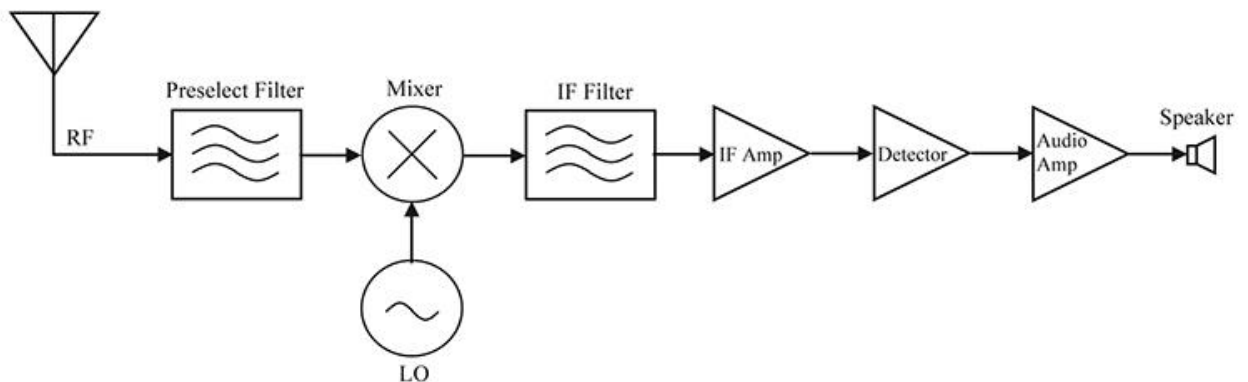 RF
Preselect Filter
Mixer
LO
IF Filter
IF Amp
Detector
Audio
Amp
Speaker